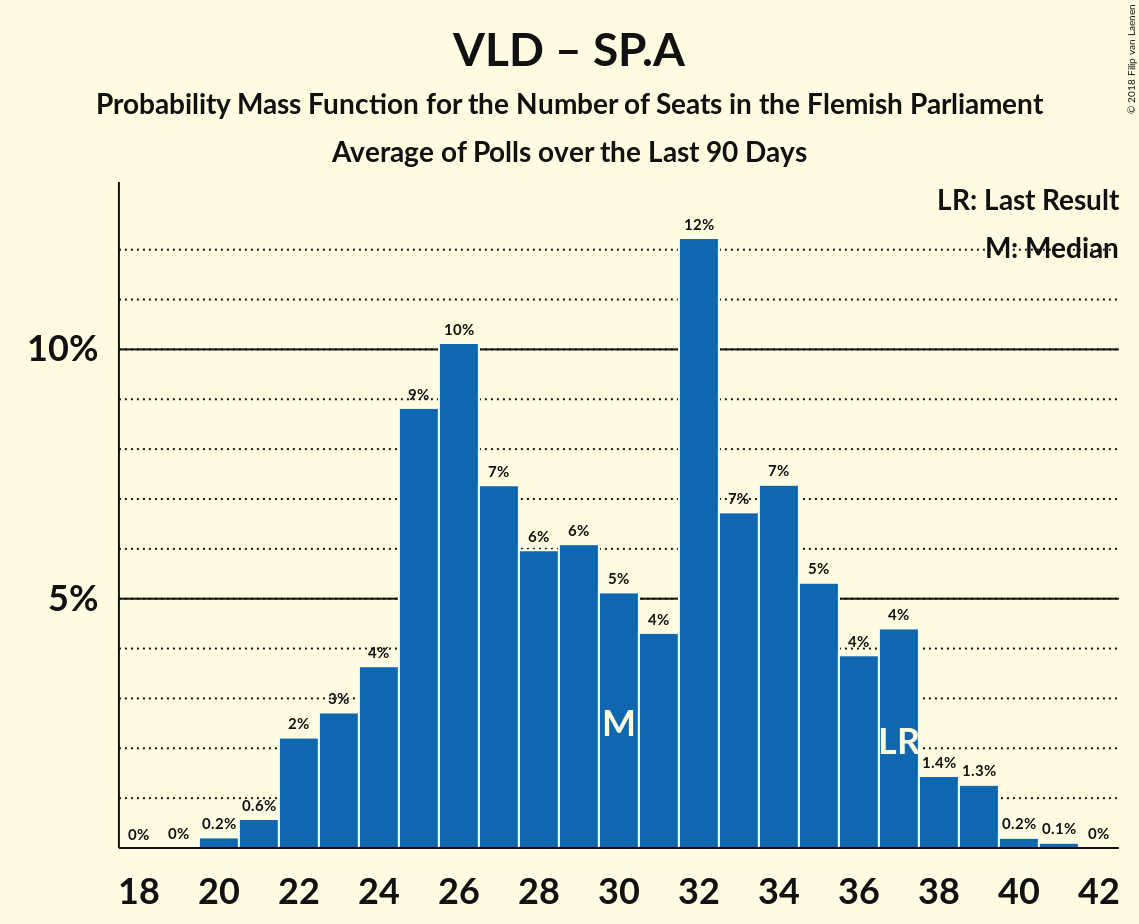 VLD – SP.A
Probability Mass Function for the Number of Seats in the Flemish Parliament
Average of Polls over the Last 90 Days
© 2018 Filip van Laenen
LR: Last Result
M: Median
10%
5%
0% 0% 0.2% 0.6% 2% 3% 4% 9% 10% 7% 6% 6% 5% 4% 12% 7% 7% 5% 4% 4% 1.4% 1.3% 0.2% 0.1% 0%
M LR
18 20 22 24 26 28 30 32 34 36 38 40 42